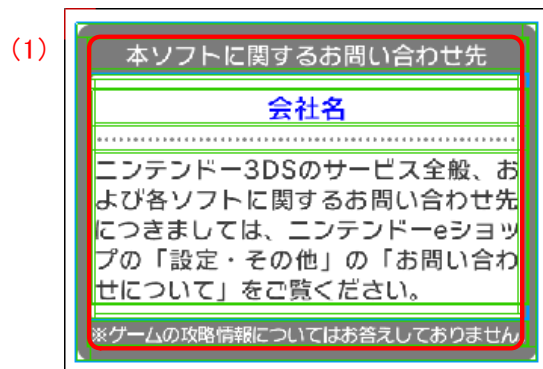 (1)
本ソフトに関するお問い合わせ先
会社名
ニンテンドー3DSのサービス全般、お
よび各ソフトに関するお問い合わせ先
につきましては、ニンテンドーeショッ
プの「設定・その他」の「お問い合わ
せについて」をご覧ください。
※ゲームの攻略情報についてはお答えしておりません。